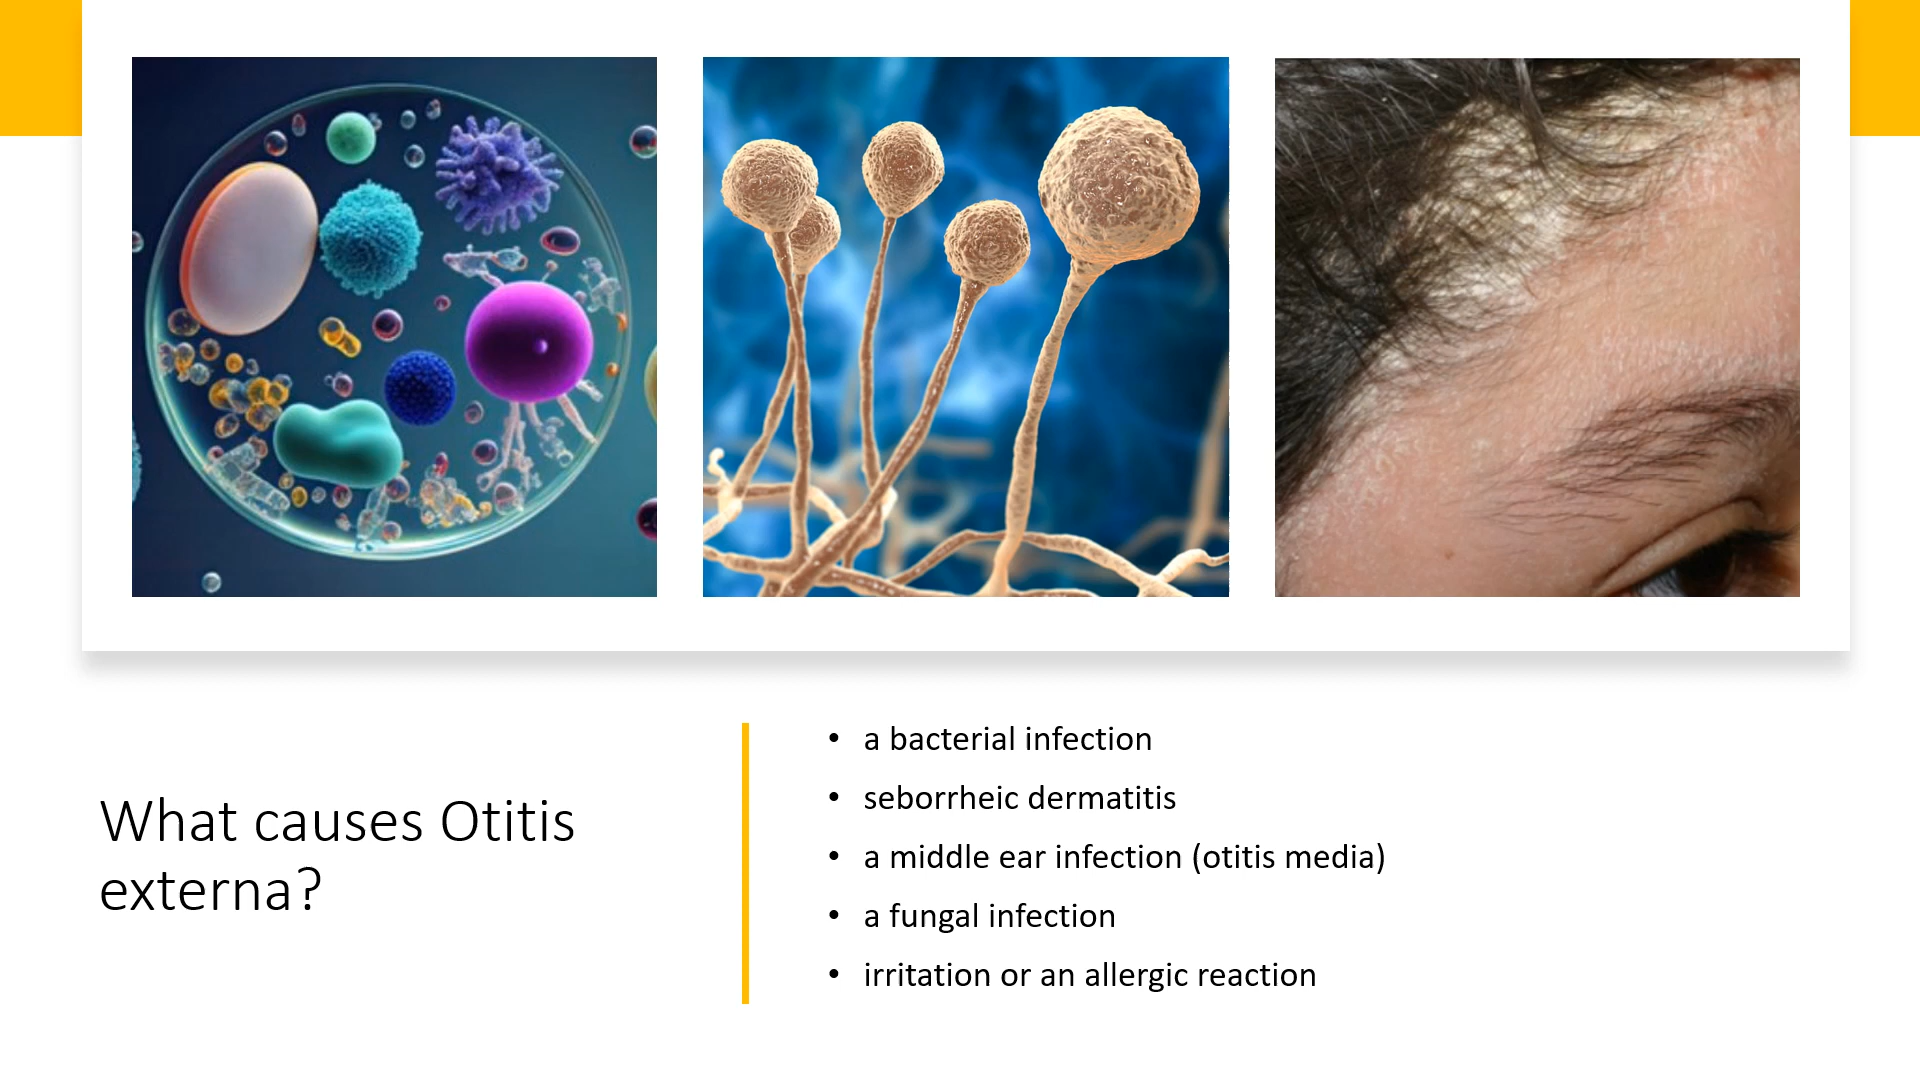 What causes Otitis
externa?
• a bacterial infection
• seborrheic dermatitis
• a middle ear infection (otitis media)
• a fungal infection
• irritation or an allergic reaction